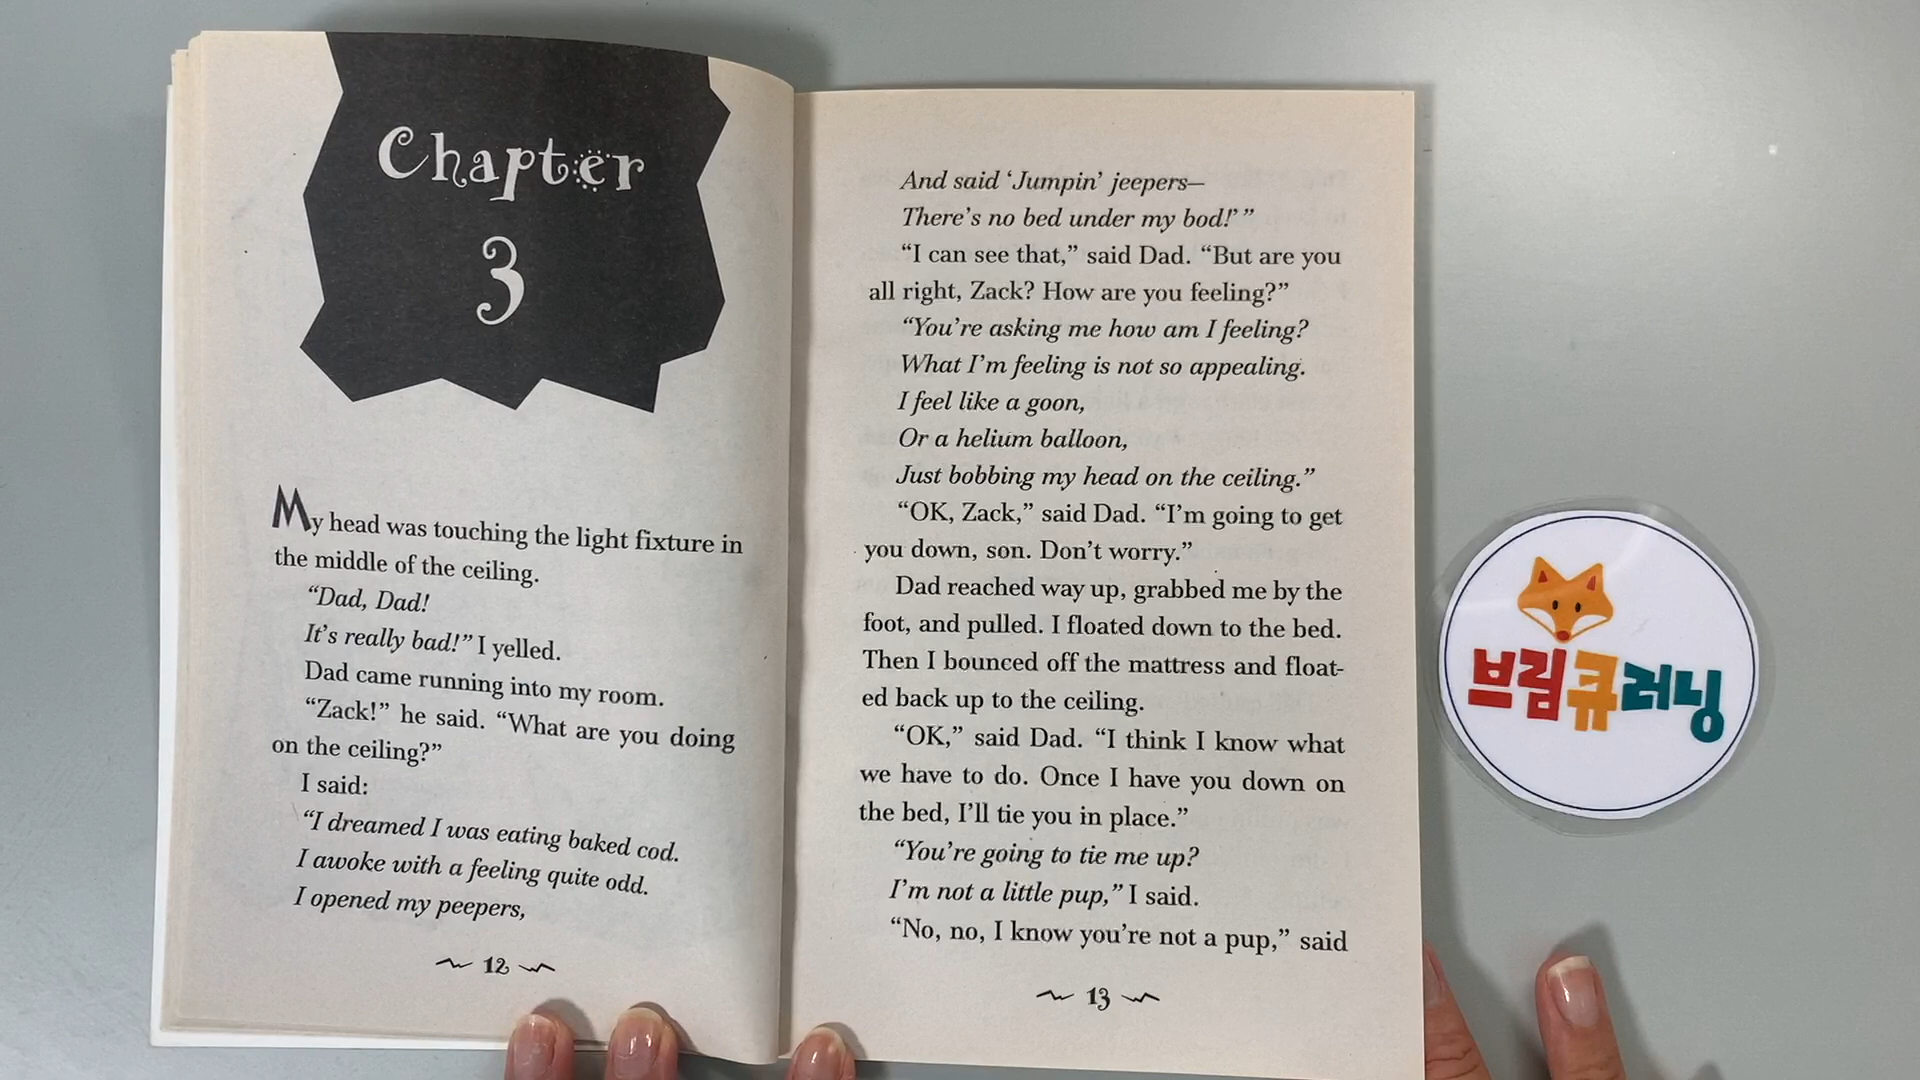 Chapter
3
My head was touching the light fixture in
the middle of the ceiling.
“Dad, Dad!
It’s really bad!” I yelled.
Dad came running into my room.
“Zack!” he said. “What are you doing
on the ceiling?”
I said:
“I dreamed I was eating baked cod.
I awoke with a feeling quite odd.
I opened my peepers,
12
And said ‘Jumpin’ jeepers—
There’s no bed under my bod!’ ”
“I can see that,” said Dad. “But are you
all right, Zack? How are you feeling?”
“You’re asking me how am I feeling?
What I’m feeling is not so appealing.
I feel like a goon,
Or a helium balloon,
Just bobbing my head on the ceiling.”
“OK, Zack,” said Dad. “I’m going to get
you down, son. Don’t worry.”
Dad reached way up, grabbed me by the
foot, and pulled. I floated down to the bed.
Then I bounced off the mattress and float-
ed back up to the ceiling.
“OK,” said Dad. “I think I know what
we have to do. Once I have you down on
the bed, I’ll tie you in place.”
“You’re going to tie me up?
I’m not a little pup,” I said.
“No, no, I know you’re not a pup,” said
13
브림큐러닝